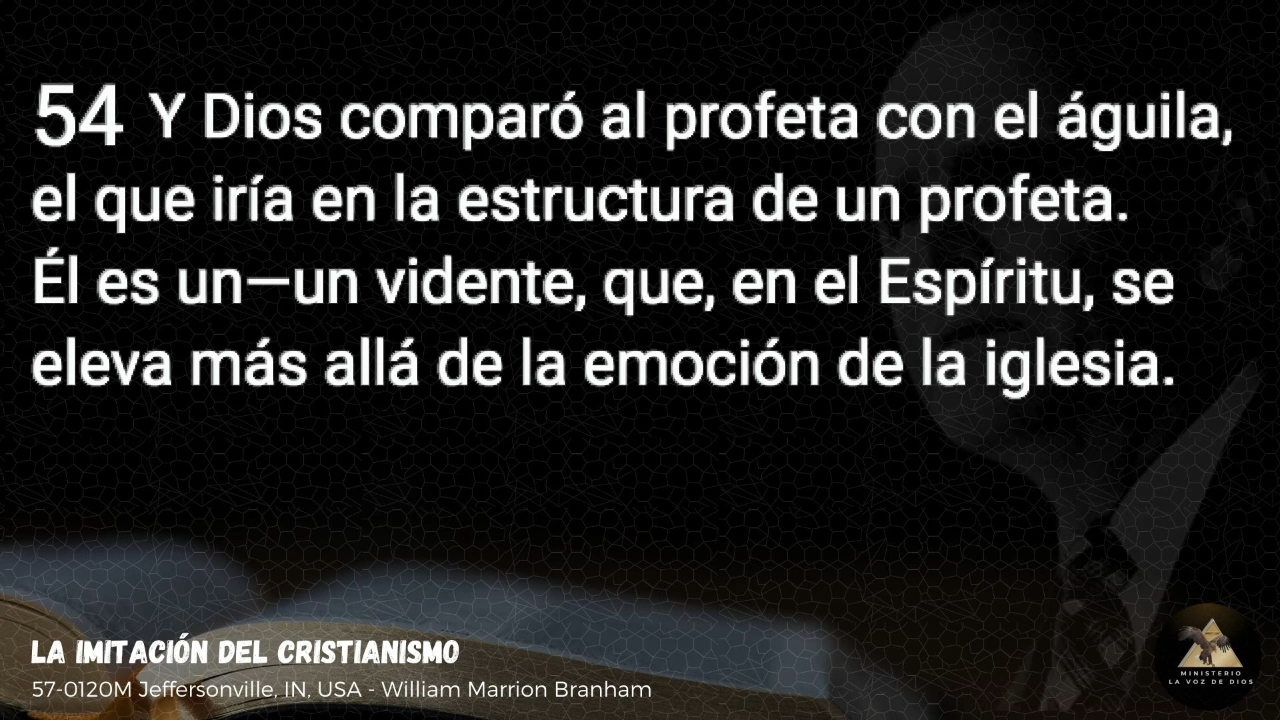 54 Y Dios comparó al profeta con el águila,
el que iría en la estructura de un profeta.
Él es un—un vidente, que, en el Espíritu, se
eleva más allá de la emoción de la iglesia.
LA IMITACIÓN DEL CRISTIANISMO
57-0120M Jeffersonville, IN, USA - William Marrion Branham
MINISTERIO
LA VOZ DE DIOS